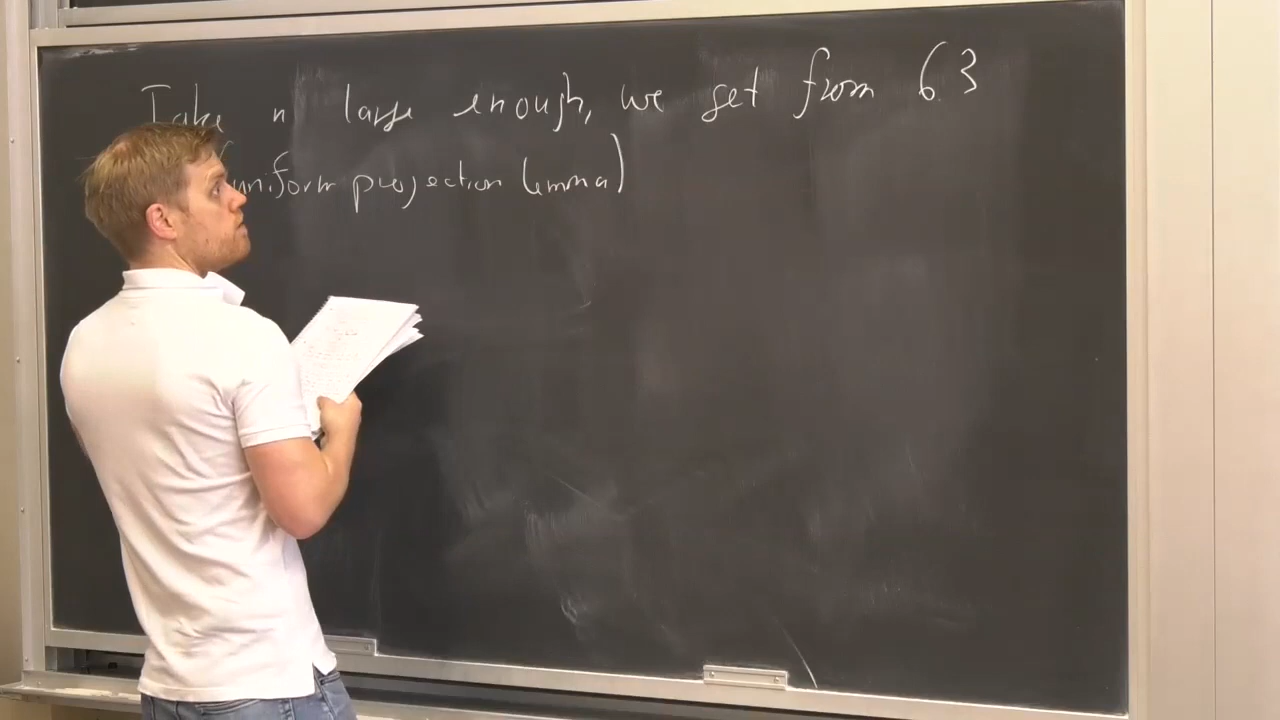 Take n large enough, we get from 6.3
(uniform projection lemma)